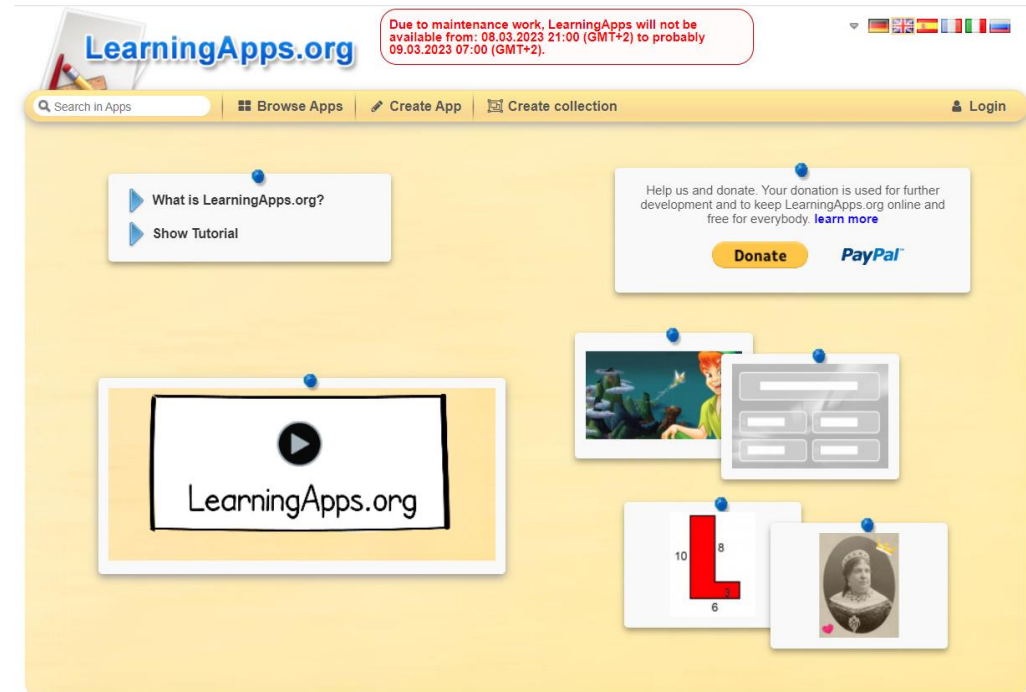 LearningApps.org
Due to maintenance work, LearningApps will not be
available from: 08.03.2023 21:00 (GMT+2) to probably
09.03.2023 07:00 (GMT+2).
Search in Apps
Browse Apps
Create App
Create collection
Login
What is LearningApps.org?
Show Tutorial
Help us and donate. Your donation is used for further
development and to keep LearningApps.org online and
free for everybody. learn more
Donate
PayPal™
LearningApps.org
10
8
3
6